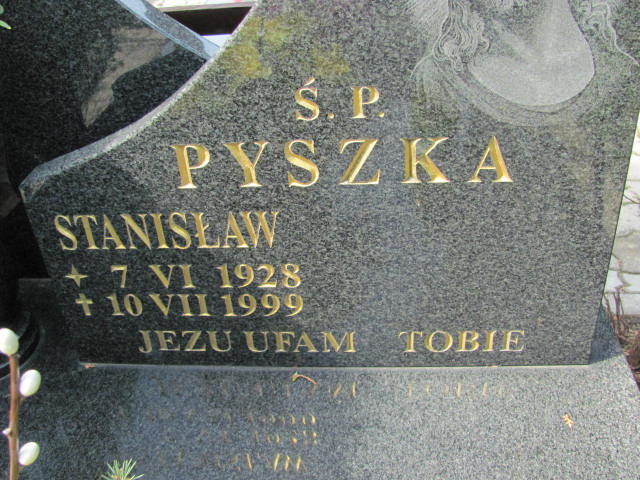 Ś. P.
PYSZKA
STANISŁAW
✦ 7 VI 1928
✝ 10 VII 1999
JEZU UFAM TOBIE